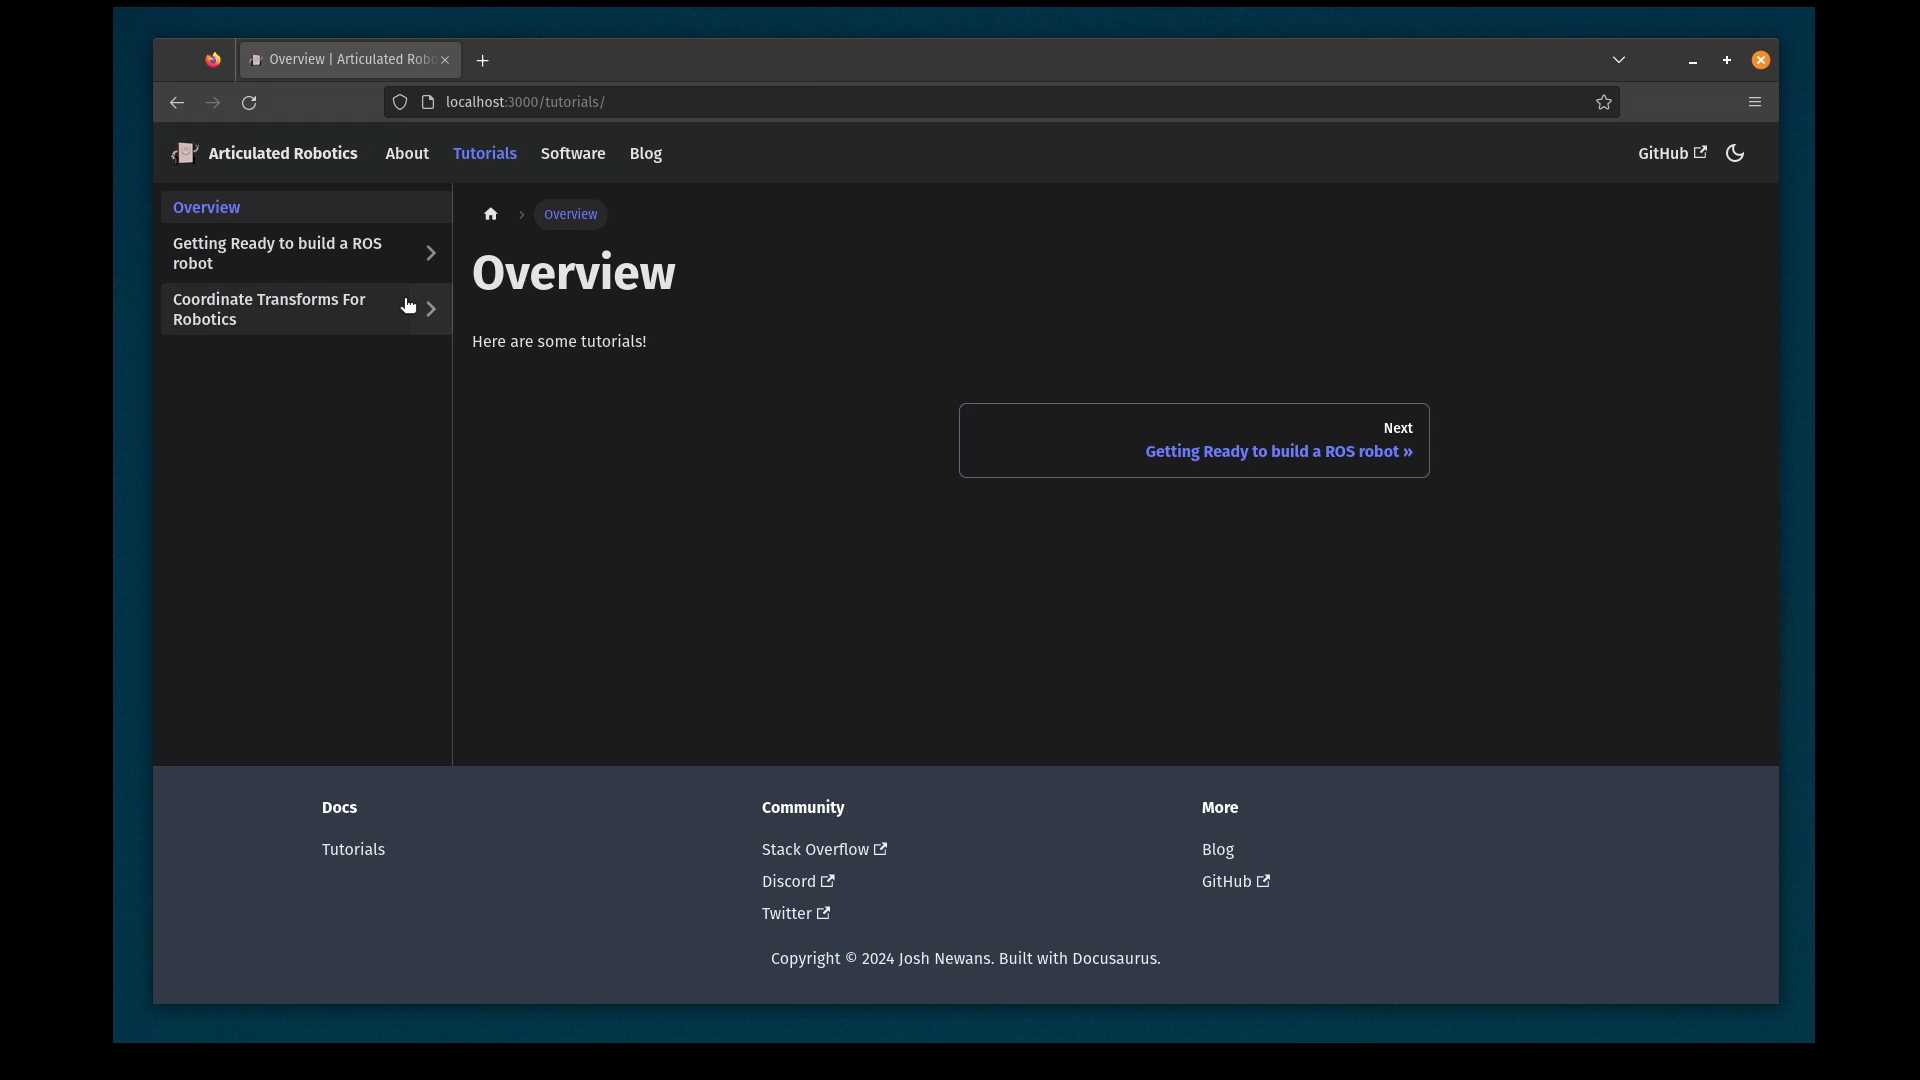 Overview | Articulated Robo
localhost:3000/tutorials/
Articulated Robotics About Tutorials Software Blog GitHub
Overview
Getting Ready to build a ROS
robot
Coordinate Transforms For
Robotics
Overview
Overview
Here are some tutorials!
Next
Getting Ready to build a ROS robot »
Docs
Tutorials
Community
Stack Overflow
Discord
Twitter
More
Blog
GitHub
Copyright © 2024 Josh Newans. Built with Docusaurus.